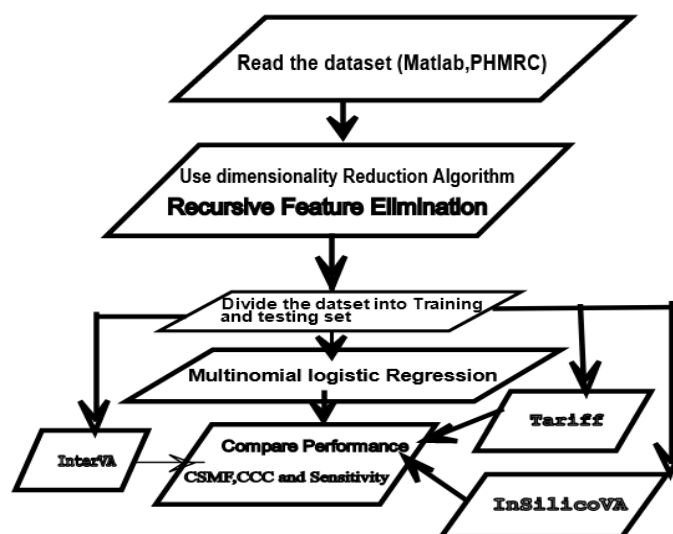 Read the dataset (Matlab,PHMRC)
Use dimensionality Reduction Algorithm
Recursive Feature Elimination
Divide the datset into Training
and testing set
Multinomial logistic Regression
Tariff
Compare Performance
InterVA
CSMF,CCC and Sensitivity
InSilicoVA